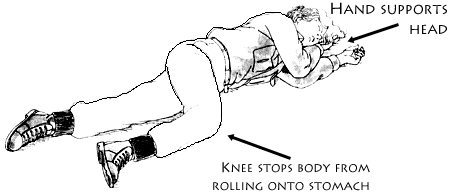 Hand supports
head
Knee stops body from
rolling onto stomach